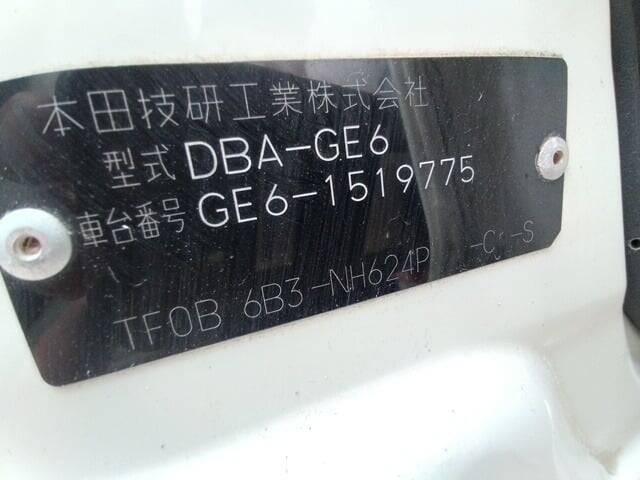 本田技研工業株式会社
型式 DBA-GE6
車台番号 GE6-1519775
TF0B 6B3-NH624P -C -S